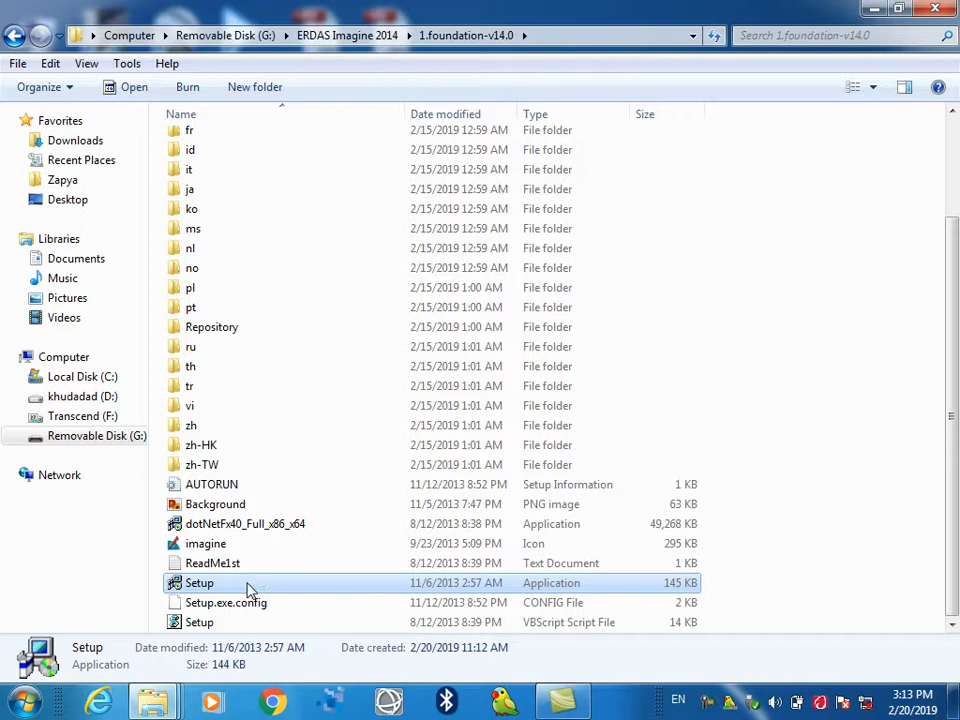 Computer ▸ Removable Disk (G:) ▸ ERDAS Imagine 2014 ▸ 1.foundation-v14.0 ▸
Search 1.foundation-v14.0
File Edit View Tools Help
Organize Open Burn New folder
Name Date modified Type Size
Favorites
Downloads
Recent Places
Zapya
Desktop
Libraries
Documents
Music
Pictures
Videos
Computer
Local Disk (C:)
khudadad (D:)
Transcend (F:)
Removable Disk (G:)
Network
fr 2/15/2019 12:59 AM File folder
id 2/15/2019 12:59 AM File folder
it 2/15/2019 12:59 AM File folder
ja 2/15/2019 12:59 AM File folder
ko 2/15/2019 12:59 AM File folder
ms 2/15/2019 12:59 AM File folder
nl 2/15/2019 12:59 AM File folder
no 2/15/2019 12:59 AM File folder
pl 2/15/2019 1:00 AM File folder
pt 2/15/2019 1:00 AM File folder
Repository 2/15/2019 1:00 AM File folder
ru 2/15/2019 1:01 AM File folder
th 2/15/2019 1:01 AM File folder
tr 2/15/2019 1:01 AM File folder
vi 2/15/2019 1:01 AM File folder
zh 2/15/2019 1:01 AM File folder
zh-HK 2/15/2019 1:01 AM File folder
zh-TW 2/15/2019 1:01 AM File folder
AUTORUN 11/12/2013 8:52 PM Setup Information 1 KB
Background 11/5/2013 7:47 PM PNG image 63 KB
dotNetFx40_Full_x86_x64 8/12/2013 8:38 PM Application 49,268 KB
imagine 9/23/2013 5:09 PM Icon 295 KB
ReadMe1st 8/12/2013 8:39 PM Text Document 1 KB
Setup 11/6/2013 2:57 AM Application 145 KB
Setup.exe.config 11/12/2013 8:52 PM CONFIG File 2 KB
Setup 8/12/2013 8:39 PM VBScript Script File 14 KB
Setup Date modified: 11/6/2013 2:57 AM Date created: 2/20/2019 11:12 AM
Application Size: 144 KB
EN
3:13 PM
2/20/2019